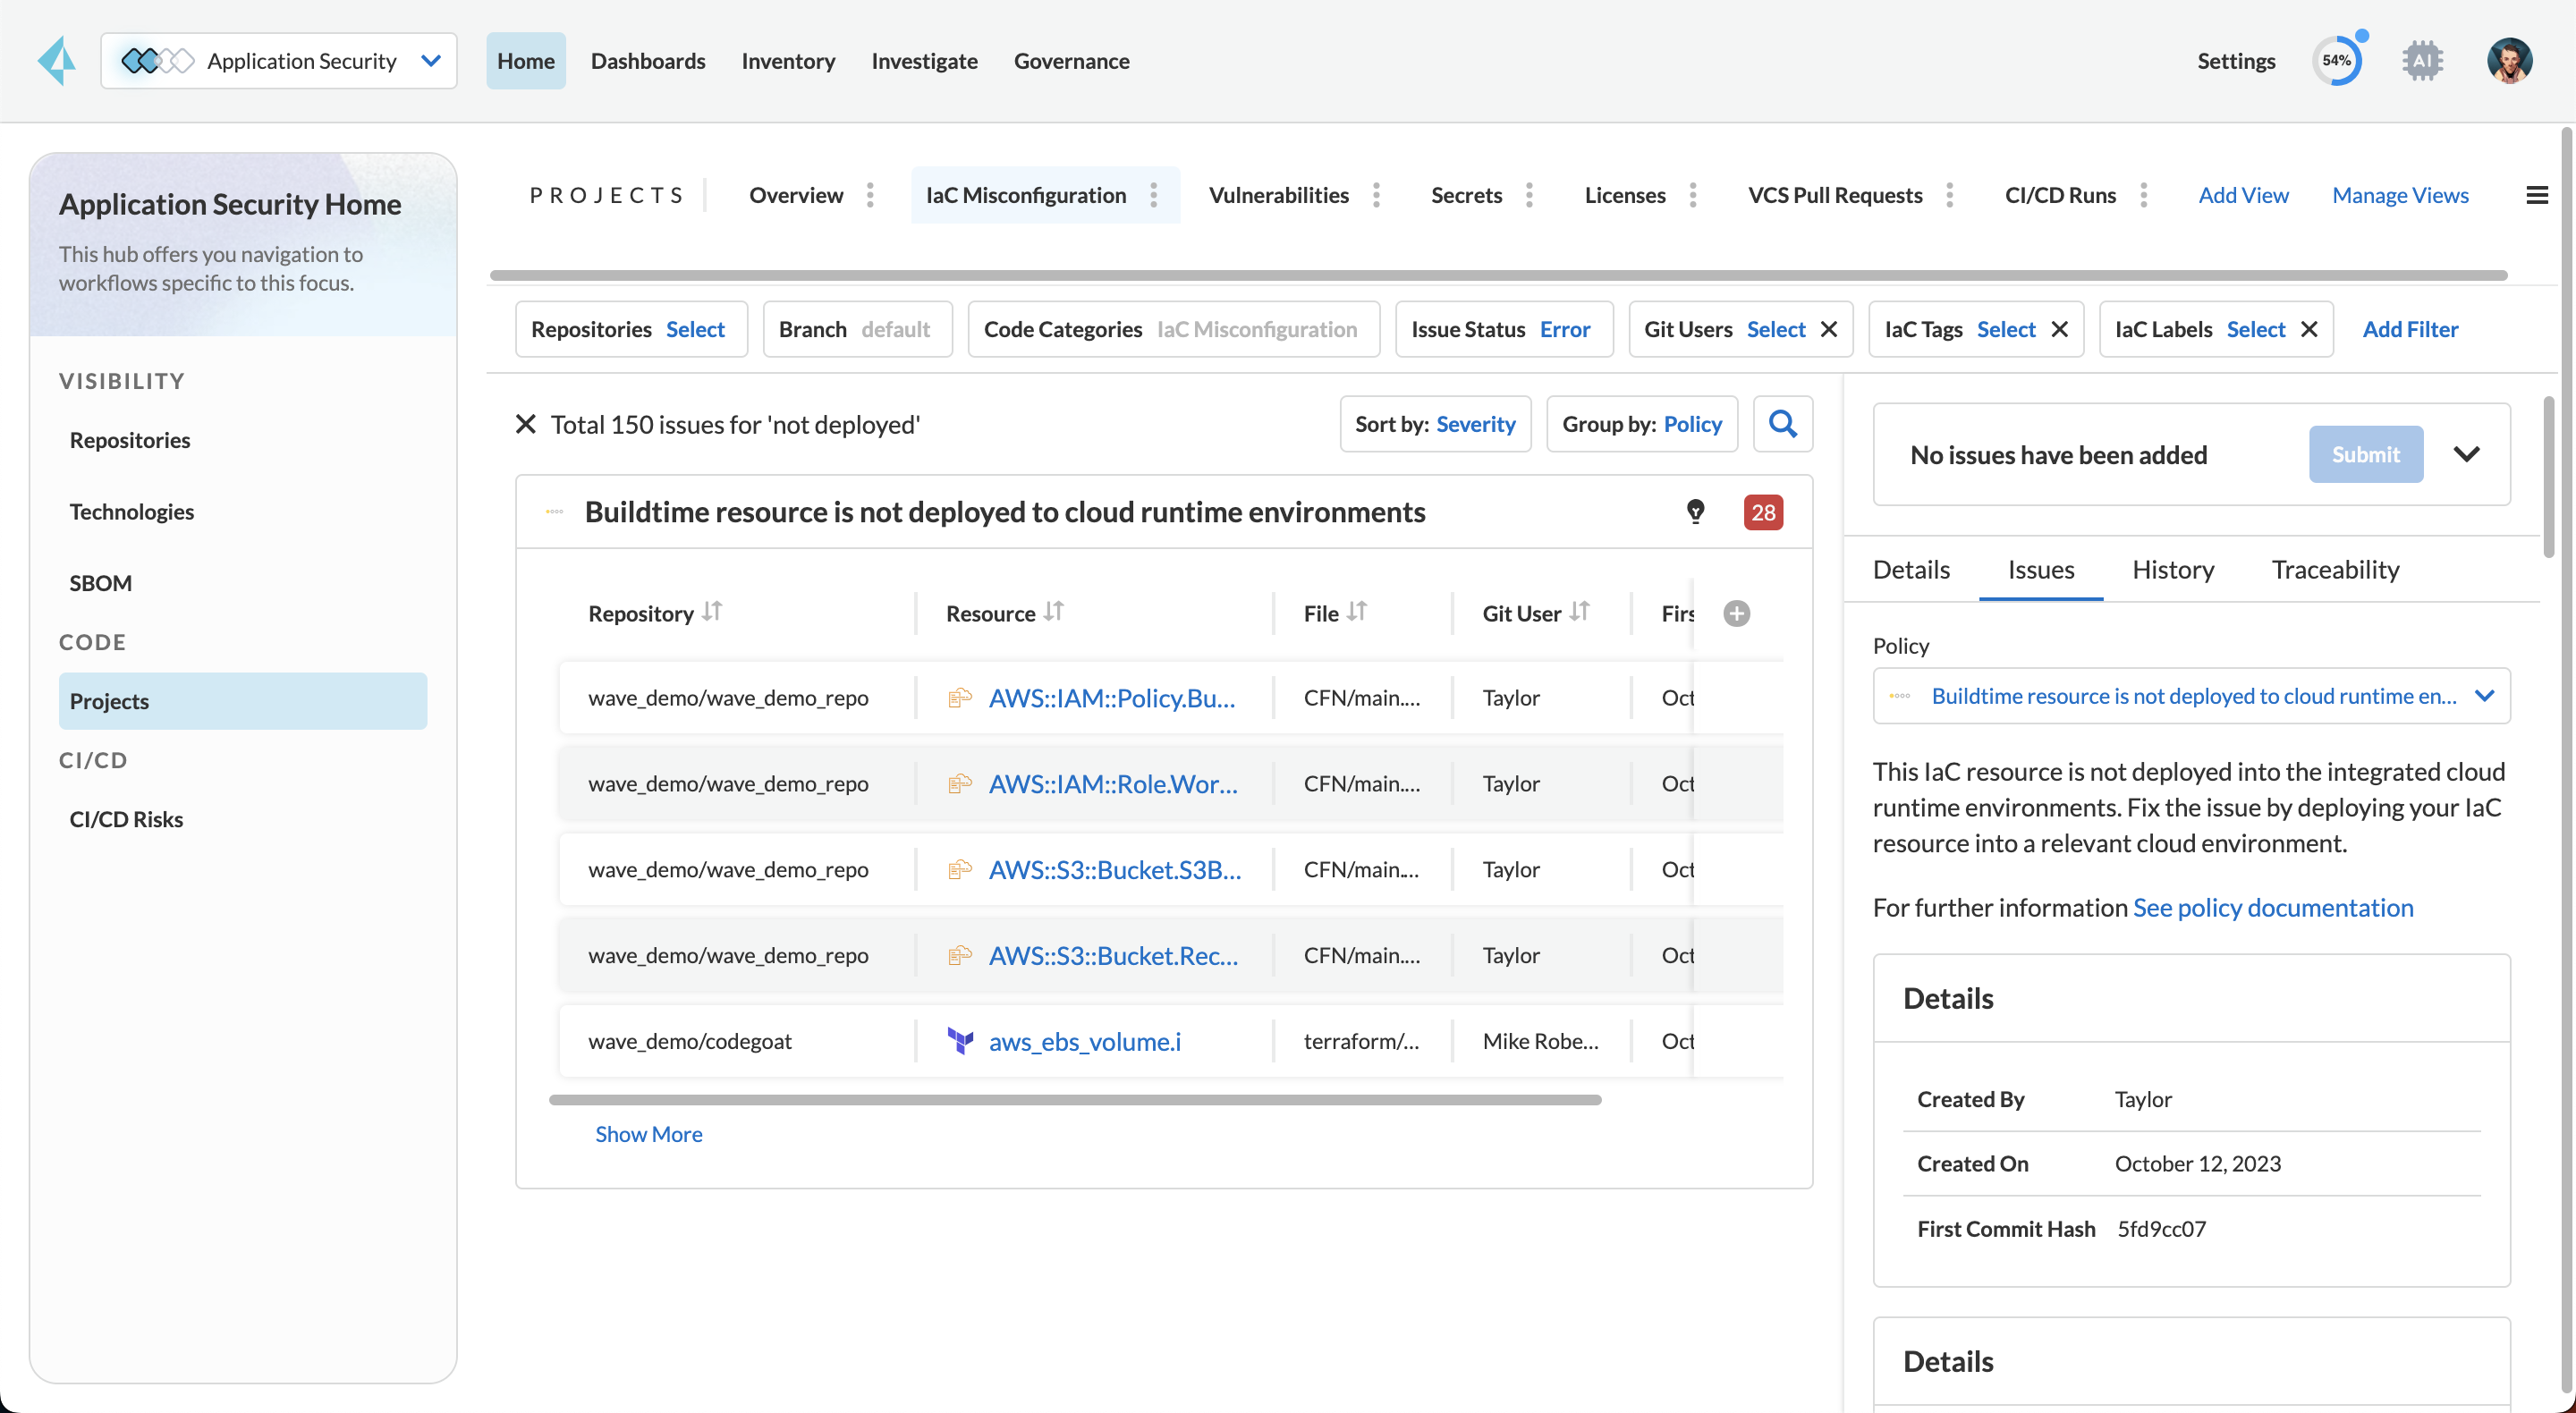 Application Security
Home
Dashboards
Inventory
Investigate
Governance
Settings
54%
AI
Application Security Home
This hub offers you navigation to
workflows specific to this focus.
VISIBILITY
Repositories
Technologies
SBOM
CODE
Projects
CI/CD
CI/CD Risks
PROJECTS
Overview
IaC Misconfiguration
Vulnerabilities
Secrets
Licenses
VCS Pull Requests
CI/CD Runs
Add View
Manage Views
Repositories Select
Branch default
Code Categories IaC Misconfiguration
Issue Status Error
Git Users Select
IaC Tags Select
IaC Labels Select
Add Filter
Total 150 issues for 'not deployed'
Sort by: Severity
Group by: Policy
Buildtime resource is not deployed to cloud runtime environments
28
Repository Resource File Git User Firs
wave_demo/wave_demo_repo AWS::IAM::Policy.Bu... CFN/main.... Taylor Oct
wave_demo/wave_demo_repo AWS::IAM::Role.Wor... CFN/main.... Taylor Oct
wave_demo/wave_demo_repo AWS::S3::Bucket.S3B... CFN/main.... Taylor Oct
wave_demo/wave_demo_repo AWS::S3::Bucket.Rec... CFN/main.... Taylor Oct
wave_demo/codegoat aws_ebs_volume.i terraform/... Mike Robe... Oct
Show More
No issues have been added
Submit
Details
Issues
History
Traceability
Policy
Buildtime resource is not deployed to cloud runtime en...
This IaC resource is not deployed into the integrated cloud
runtime environments. Fix the issue by deploying your IaC
resource into a relevant cloud environment.
For further information See policy documentation
Details
Created By Taylor
Created On October 12, 2023
First Commit Hash 5fd9cc07
Details